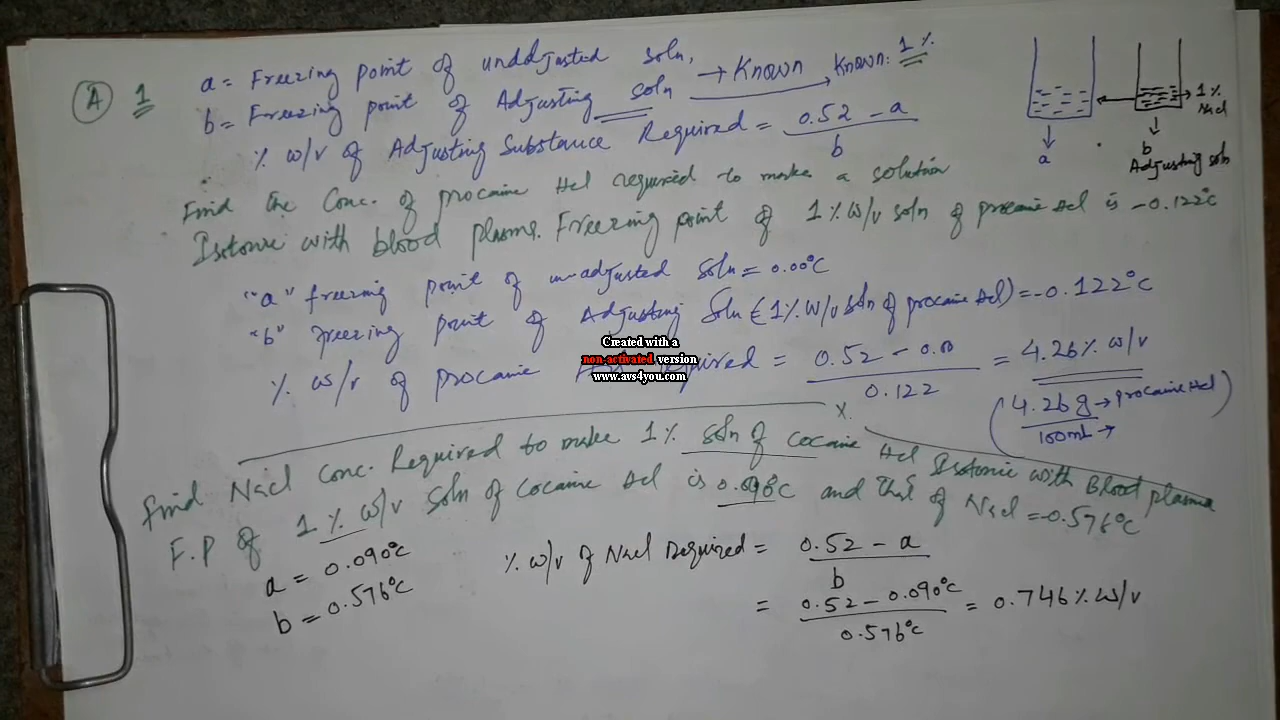 A 1
a = Freezing point of unddjusted soln,
b = Freezing point of Adjusting soln → Known → Known: 1 %
% w/v of Adjusting Substance Required = 0.52 - a / b
1 % Nacl
a
b
Adjusting soln
Find the Conc. of procaine Hcl required to make a solution
Isotonic with blood plasma. Freezing point of 1 % w/v soln of procaine Hcl is -0.122°C
"a" freezing point of un-adjusted soln = 0.00°C
"b" freezing point of Adjusting Soln (1% w/v Soln of procaine Hcl) = -0.122°C
% w/v of procaine required = 0.52 - 0.00 / 0.122 = 4.26% w/v
(4.26 g → procaine Hcl / 100ml →)
Created with a
non-activated version
www.avs4you.com
x
Find Nacl Conc. Required to make 1% soln of cocaine Hcl Isotonic with Blood plasma
F.P of 1 % w/v Soln of cocaine Hcl is 0.090°C and that of Nacl = -0.576°C
a = 0.090°C
b = 0.576°C
% w/v of Nacl Required = 0.52 - a / b
= 0.52 - 0.090°C / 0.576°C = 0.746 % w/v